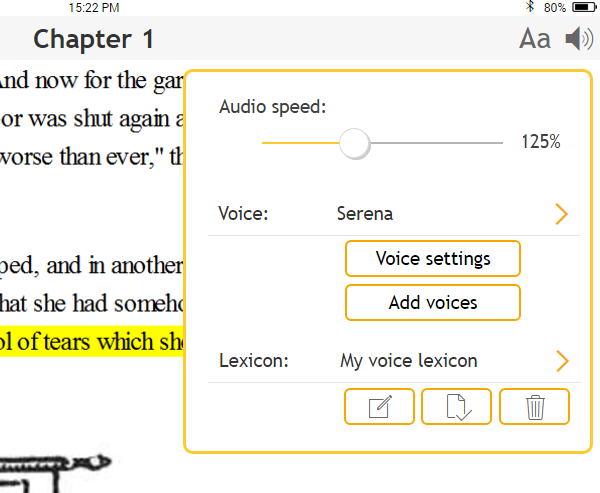 15:22 PM 80%
Chapter 1 Aa
And now for the gar
or was shut again a
worse than ever," th
ped, and in another
hat she had someho
ol of tears which she
Audio speed:
125%
Voice: Serena
Voice settings
Add voices
Lexicon: My voice lexicon